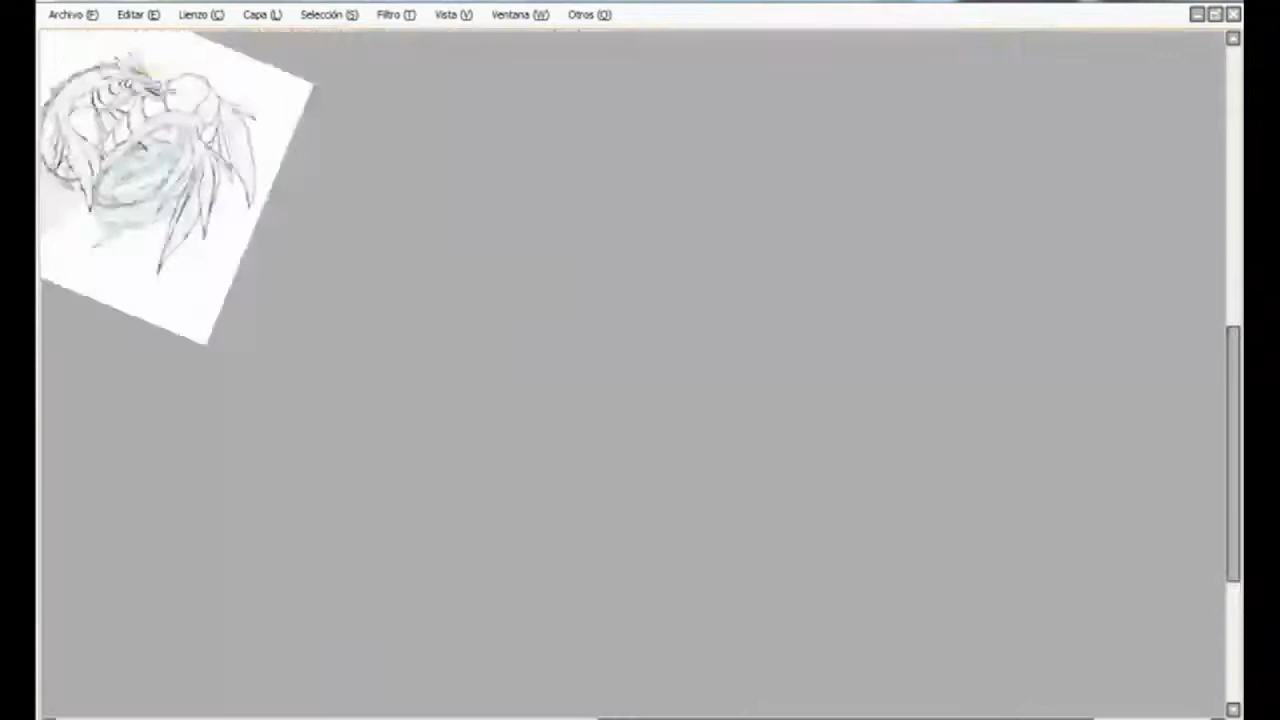 Archivo (F) Editar (E) Lienzo (C) Capa (L) Selección (S) Filtro (T) Vista (V) Ventana (W) Otros (O)